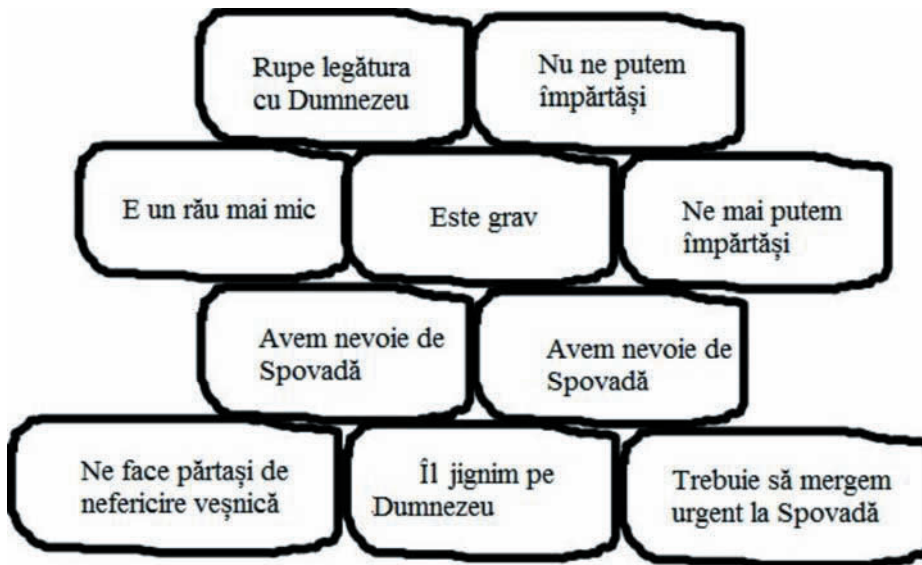 Rupe legătura
cu Dumnezeu
Nu ne putem
împărtăși
E un rău mai mic
Este grav
Ne mai putem
împărtăși
Avem nevoie de
Spovadă
Avem nevoie de
Spovadă
Ne face părtași de
nefericire veșnică
Îl jignim pe
Dumnezeu
Trebuie să mergem
urgent la Spovadă